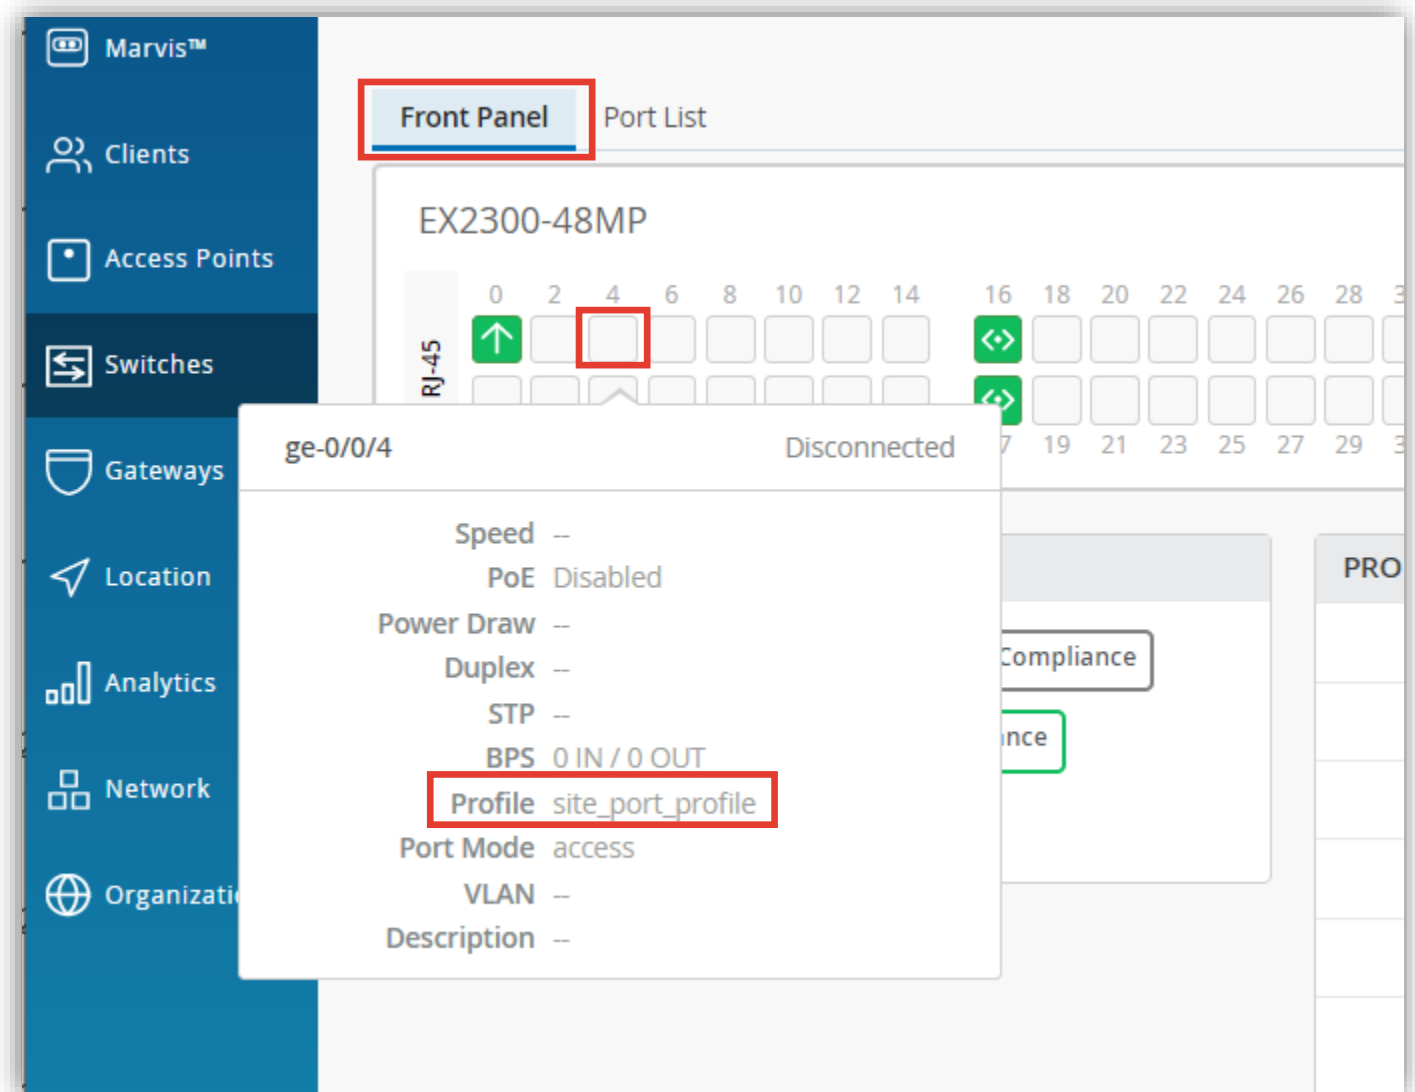 Marvis™
Clients
Access Points
Switches
Gateways
Location
Analytics
Network
Front Panel Port List
EX2300-48MP
0 2 4 6 8 10 12 14 16 18 20 22 24 26 28
RJ-45
19 21 23 25 27 29
ge-0/0/4 Disconnected
Speed --
PoE Disabled
Power Draw --
Duplex --
STP --
BPS 0 IN / 0 OUT
Profile site_port_profile
Port Mode access
VLAN --
Description --
Compliance